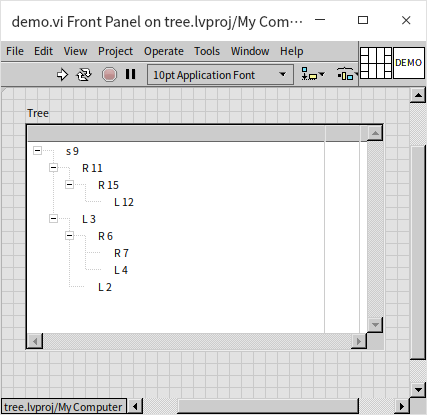 demo.vi Front Panel on tree.lvproj/My Com...
File Edit View Project Operate Tools Window Help
10pt Application Font
DEMO
Tree
s 9
R 11
R 15
L 12
L 3
R 6
R 7
L 4
L 2
tree.lvproj/My Computer